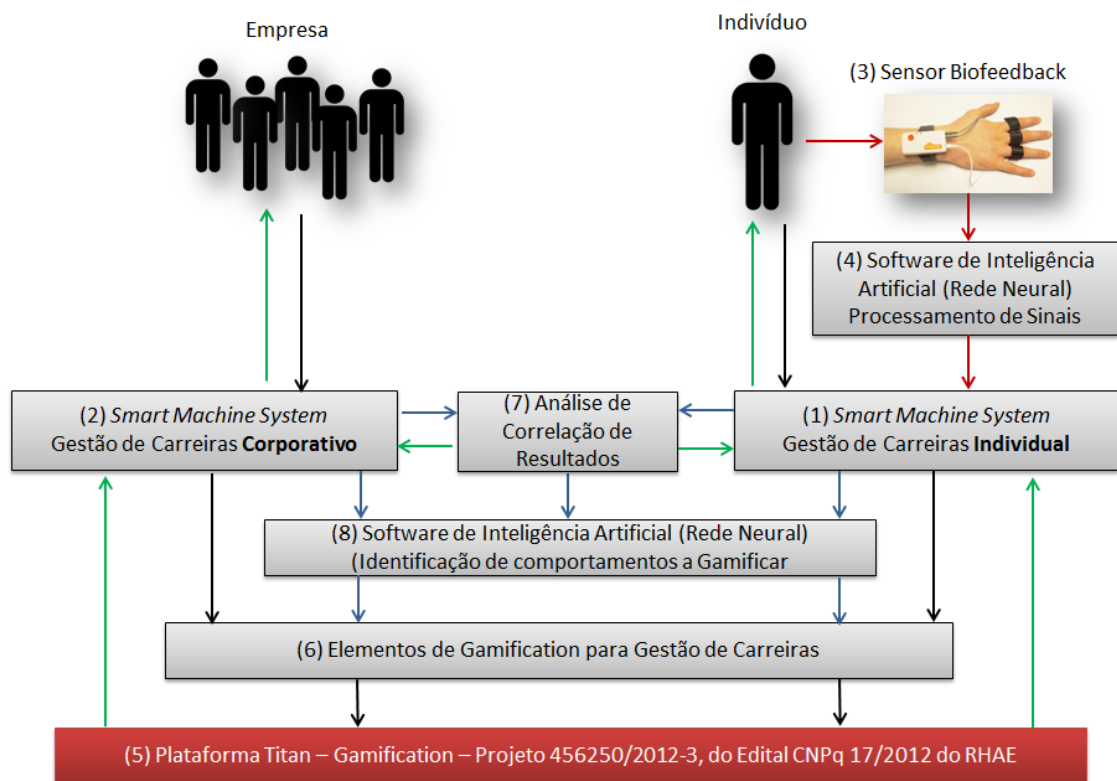 Empresa
Indivíduo
(3) Sensor Biofeedback
(4) Software de Inteligência
Artificial (Rede Neural)
Processamento de Sinais
(2) Smart Machine System
Gestão de Carreiras Corporativo
(7) Análise de
Correlação de
Resultados
(1) Smart Machine System
Gestão de Carreiras Individual
(8) Software de Inteligência Artificial (Rede Neural)
(Identificação de comportamentos a Gamificar
(6) Elementos de Gamification para Gestão de Carreiras
(5) Plataforma Titan – Gamification – Projeto 456250/2012-3, do Edital CNPq 17/2012 do RHAE